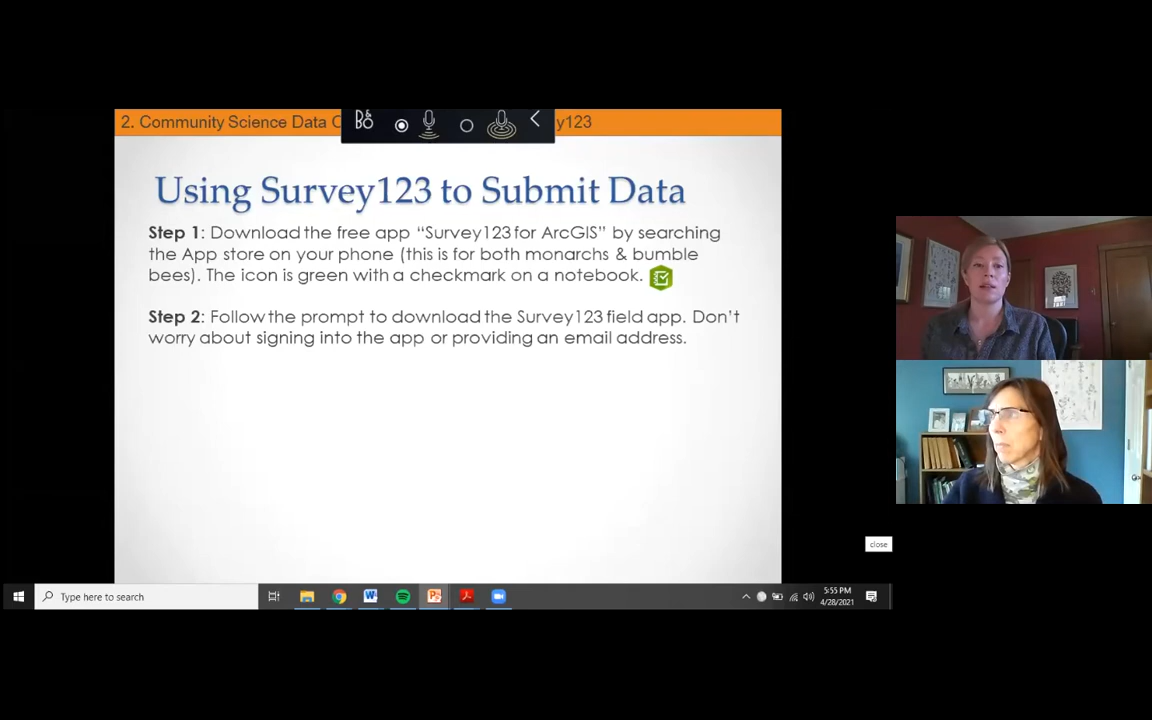 2. Community Science Data C
y123
Using Survey123 to Submit Data
Step 1: Download the free app “Survey123 for ArcGIS” by searching
the App store on your phone (this is for both monarchs & bumble
bees). The icon is green with a checkmark on a notebook.
Step 2: Follow the prompt to download the Survey123 field app. Don’t
worry about signing into the app or providing an email address.
close
Type here to search
5:55 PM
4/28/2021